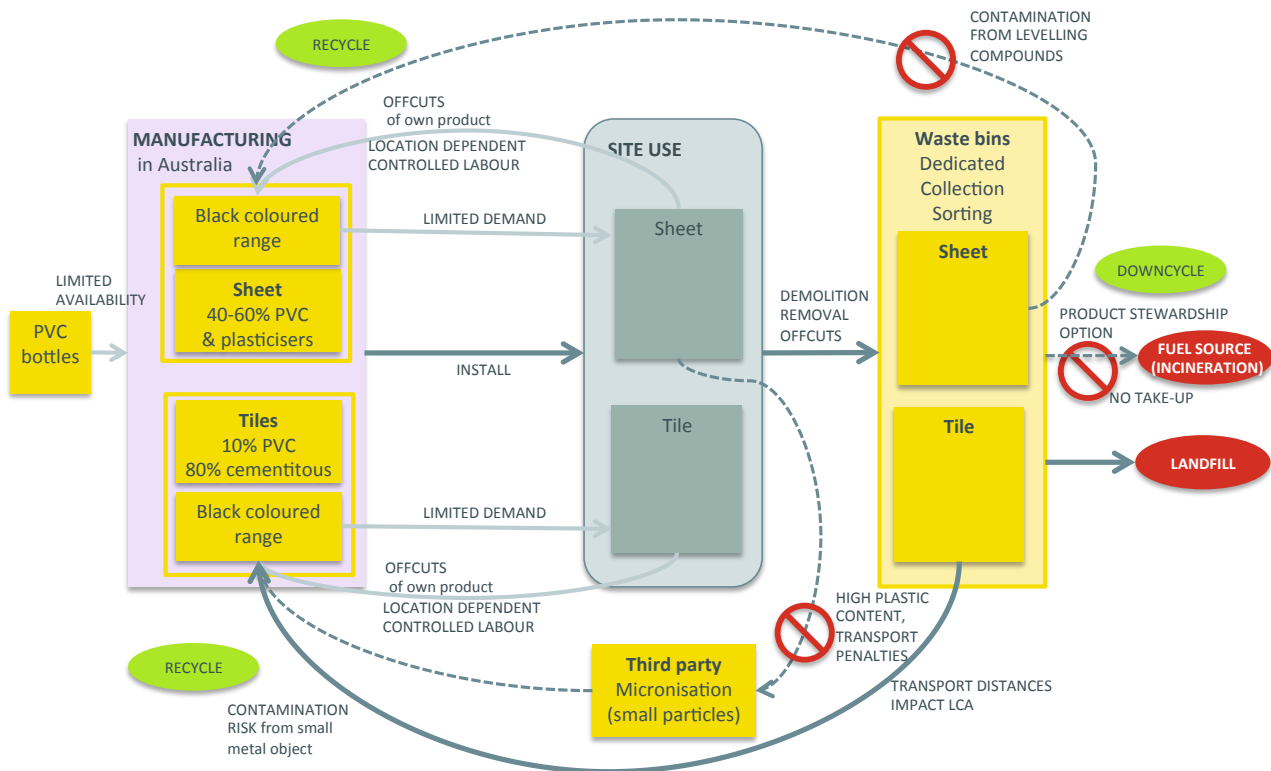 CONTAMINATION
FROM LEVELLING
COMPOUNDS
RECYCLE
OFFCUTS
of own product
LOCATION DEPENDENT
CONTROLLED LABOUR
MANUFACTURING
in Australia
SITE USE
Waste bins
Dedicated
Collection
Sorting
Black coloured
range
LIMITED DEMAND
Sheet
Sheet
LIMITED
AVAILABILITY
PVC
bottles
Sheet
40-60% PVC
& plasticisers
INSTALL
DEMOLITION
REMOVAL
OFFCUTS
DOWNCYCLE
PRODUCT STEWARDSHIP
OPTION
FUEL SOURCE
(INCINERATION)
NO TAKE-UP
Tiles
10% PVC
80% cementitous
Tile
Tile
LANDFILL
Black coloured
range
LIMITED DEMAND
OFFCUTS
of own product
LOCATION DEPENDENT
CONTROLLED LABOUR
HIGH PLASTIC
CONTENT,
TRANSPORT
PENALTIES
RECYCLE
Third party
Micronisation
(small particles)
TRANSPORT DISTANCES
IMPACT LCA
CONTAMINATION
RISK from small
metal object